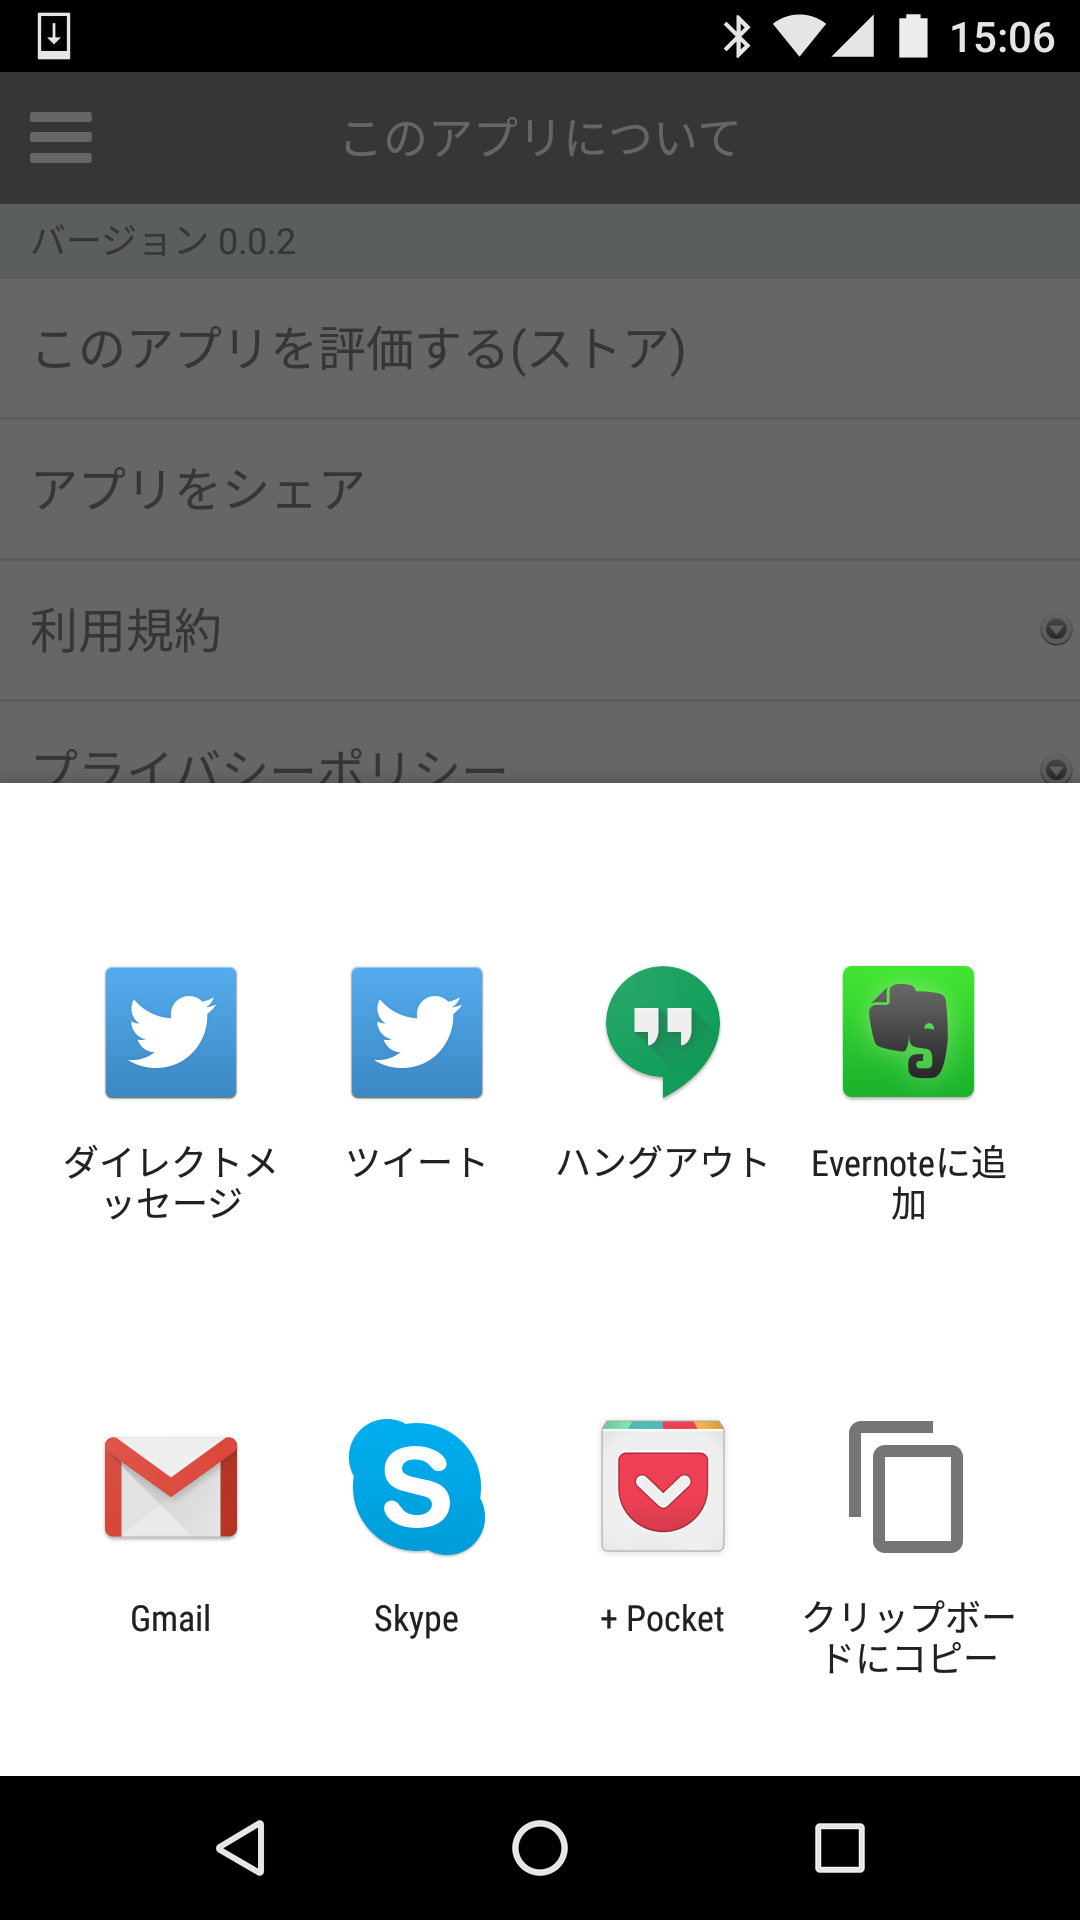 15:06
このアプリについて
バージョン 0.0.2
このアプリを評価する(ストア)
アプリをシェア
利用規約
プライバシーポリシー
ダイレクトメ
ッセージ
ツイート
ハングアウト
Evernoteに追
加
Gmail
Skype
+ Pocket
クリップボー
ドにコピー